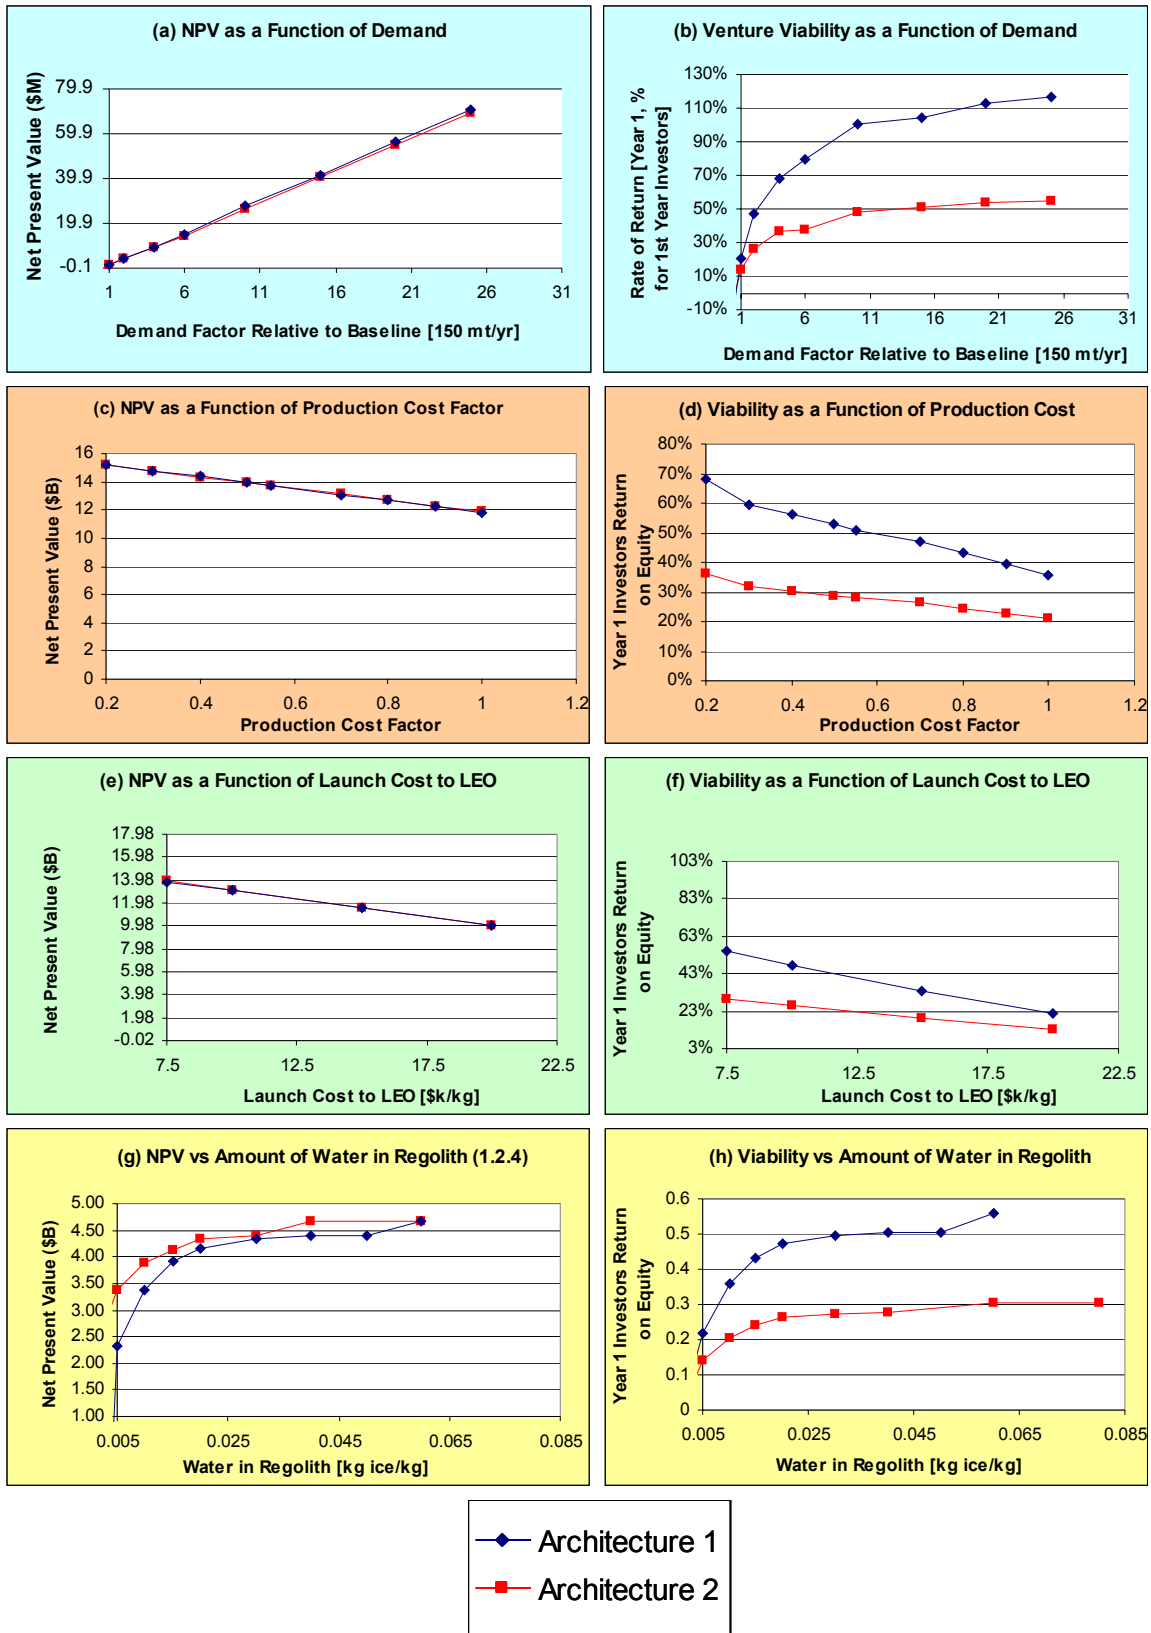 (a) NPV as a Function of Demand
Net Present Value ($M)
79.9
59.9
39.9
19.9
-0.1
1 6 11 16 21 26 31
Demand Factor Relative to Baseline [150 mt/yr]
(b) Venture Viability as a Function of Demand
Rate of Return [Year 1, %
for 1st Year Investors]
130%
110%
90%
70%
50%
30%
10%
-10%
1 6 11 16 21 26 31
Demand Factor Relative to Baseline [150 mt/yr]
(c) NPV as a Function of Production Cost Factor
Net Present Value ($B)
16
14
12
10
8
6
4
2
0
0.2 0.4 0.6 0.8 1 1.2
Production Cost Factor
(d) Viability as a Function of Production Cost
Year 1 Investors Return
on Equity
80%
70%
60%
50%
40%
30%
20%
10%
0%
0.2 0.4 0.6 0.8 1 1.2
Production Cost Factor
(e) NPV as a Function of Launch Cost to LEO
Net Present Value ($B)
17.98
15.98
13.98
11.98
9.98
7.98
5.98
3.98
1.98
-0.02
7.5 12.5 17.5 22.5
Launch Cost to LEO [$k/kg]
(f) Viability as a Function of Launch Cost to LEO
Year 1 Investors Return
on Equity
103%
83%
63%
43%
23%
3%
7.5 12.5 17.5 22.5
Launch Cost to LEO [$k/kg]
(g) NPV vs Amount of Water in Regolith (1.2.4)
Net Present Value ($B)
5.00
4.50
4.00
3.50
3.00
2.50
2.00
1.50
1.00
0.005 0.025 0.045 0.065 0.085
Water in Regolith [kg ice/kg]
(h) Viability vs Amount of Water in Regolith
Year 1 Investors Return
on Equity
0.6
0.5
0.4
0.3
0.2
0.1
0
0.005 0.025 0.045 0.065 0.085
Water in Regolith [kg ice/kg]
Architecture 1
Architecture 2